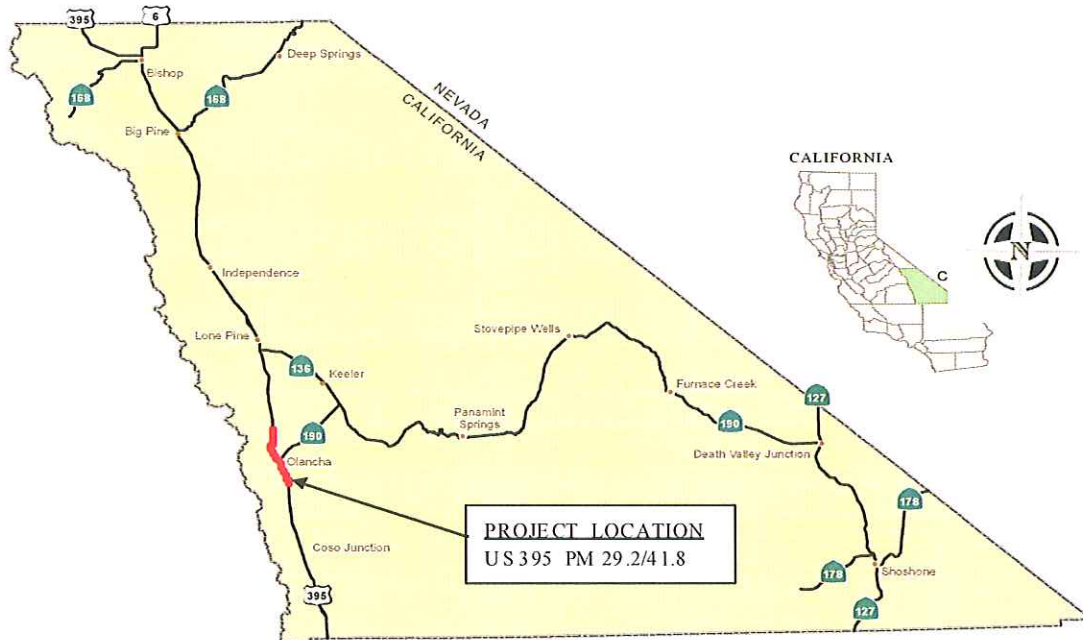 395
6
Deep Springs
Bishop
168
168
Big Pine
NEVADA
CALIFORNIA
CALIFORNIA
N
C
Independence
Lone Pine
Stovepipe Wells
136
Keeler
Furnace Creek
127
Panamint
Springs
190
190
Olancha
Death Valley Junction
178
PROJECT LOCATION
US 395 PM 29.2/41.8
Coso Junction
178
Shoshone
395
127